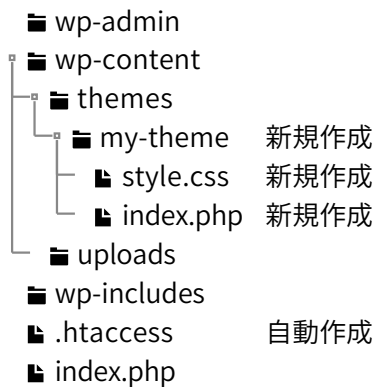 wp-admin
wp-content
themes
my-theme 新規作成
style.css 新規作成
index.php 新規作成
uploads
wp-includes
.htaccess 自動作成
index.php